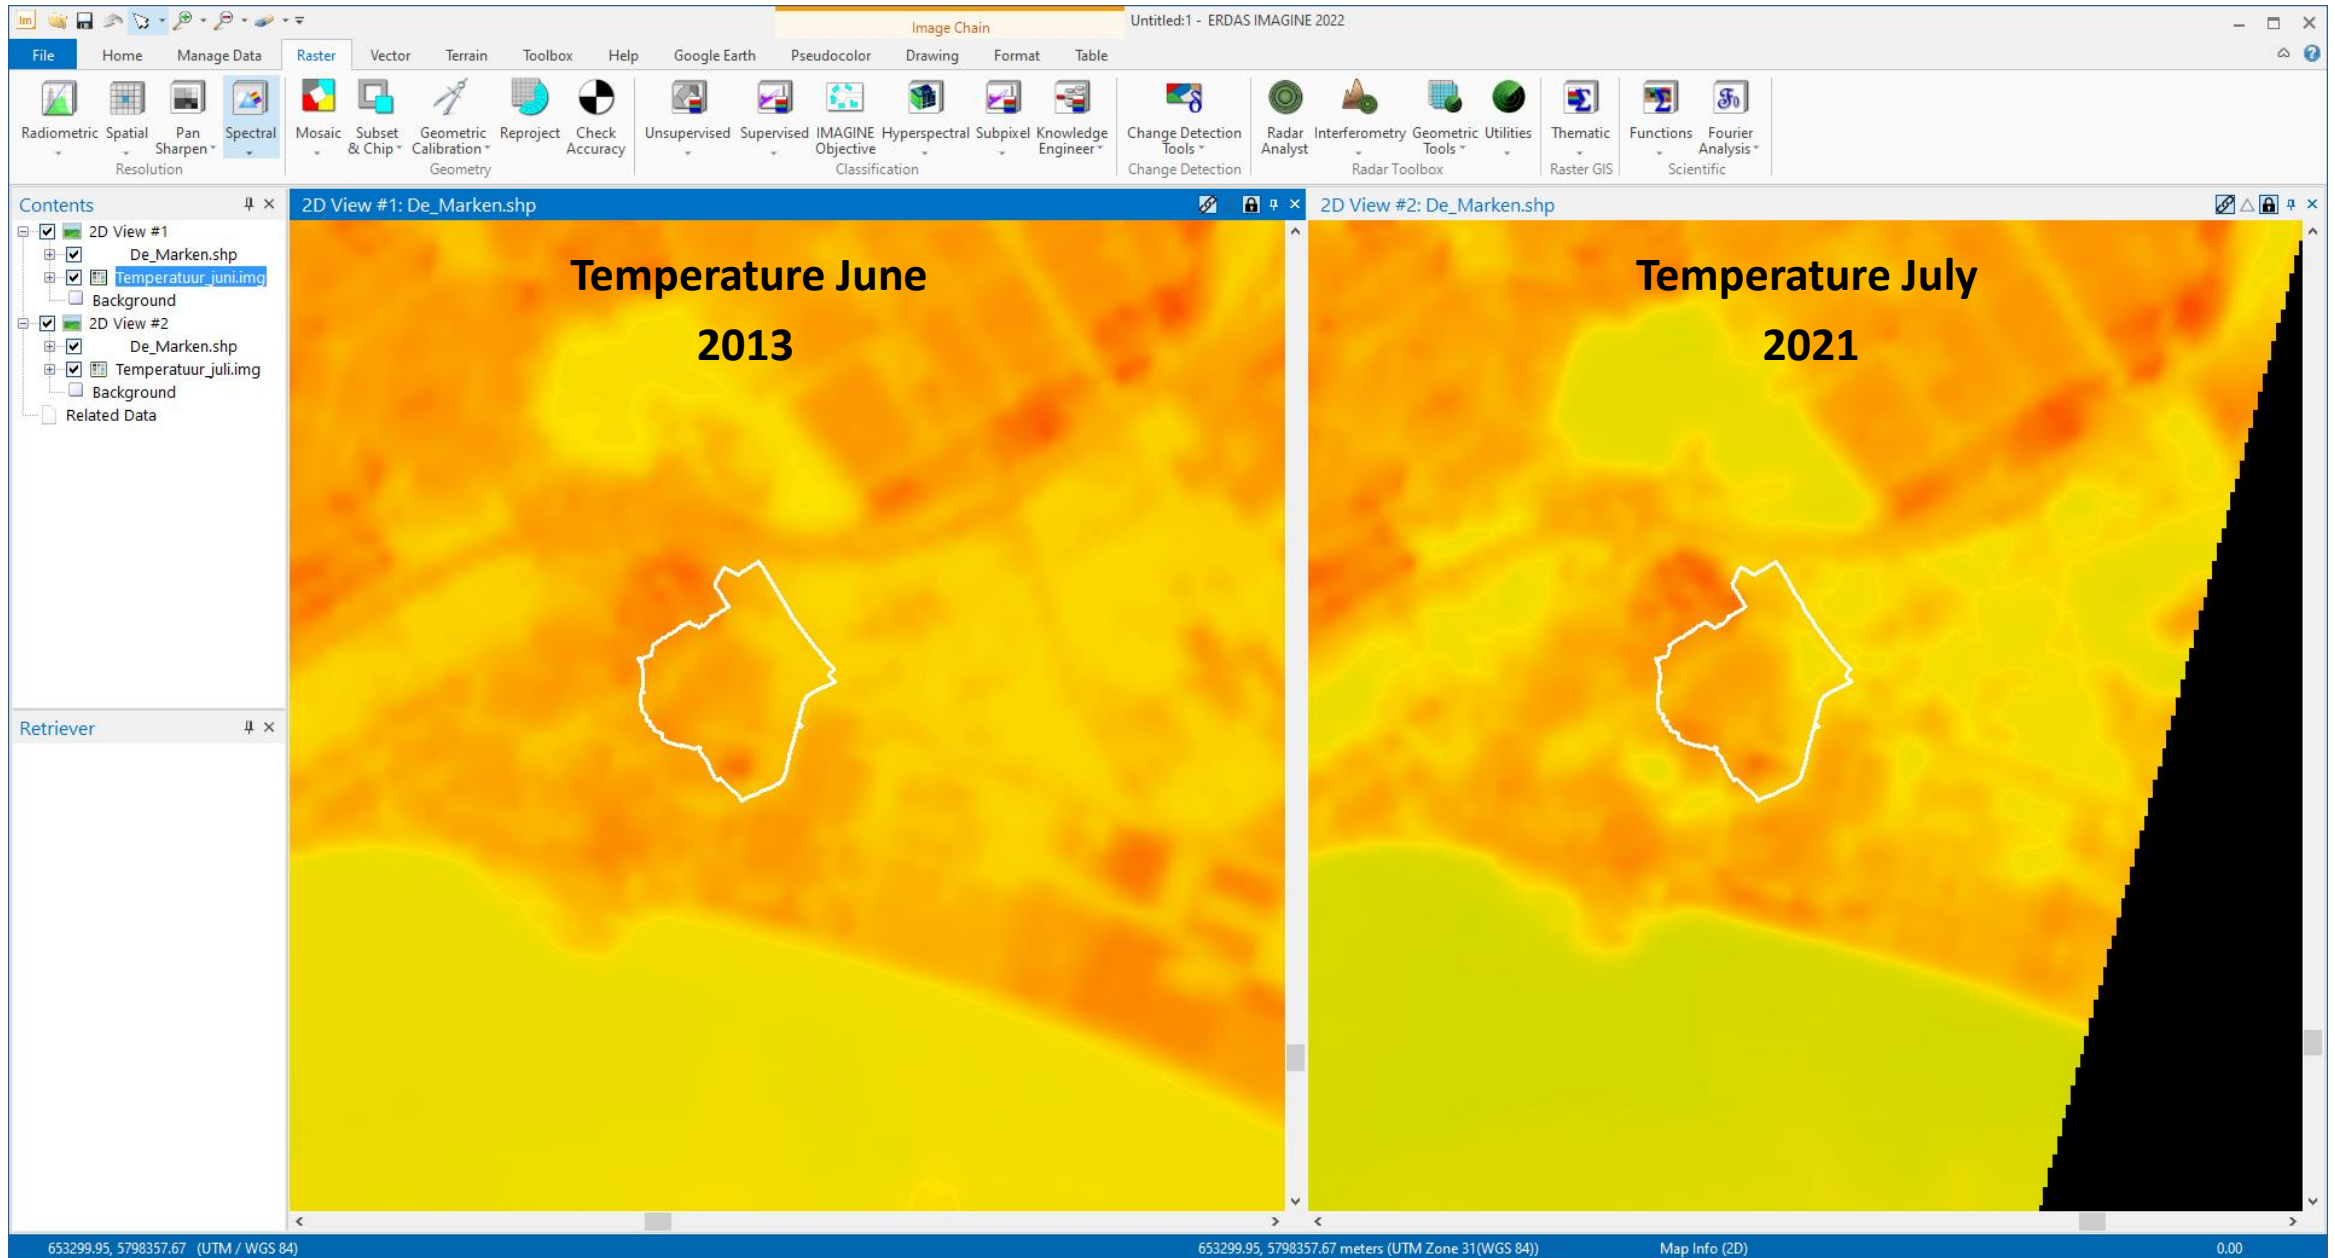 Image Chain
Untitled:1 - ERDAS IMAGINE 2022
File Home Manage Data Raster Vector Terrain Toolbox Help Google Earth Pseudocolor Drawing Format Table
Radiometric Spatial Pan Sharpen Spectral
Resolution
Mosaic Subset & Chip Geometric Calibration Reproject Check Accuracy
Geometry
Unsupervised Supervised IMAGINE Objective Hyperspectral Subpixel Knowledge Engineer
Classification
Change Detection Tools
Change Detection
Radar Analyst Interferometry Geometric Tools Utilities
Radar Toolbox
Thematic
Raster GIS
Functions Fourier Analysis
Scientific
Contents
2D View #1
De_Marken.shp
Temperatuur_juni.img
Background
2D View #2
De_Marken.shp
Temperatuur_juli.img
Background
Related Data
Retriever
2D View #1: De_Marken.shp
Temperature June
2013
2D View #2: De_Marken.shp
Temperature July
2021
653299.95, 5798357.67 (UTM / WGS 84)
653299.95, 5798357.67 meters (UTM Zone 31(WGS 84))
Map Info (2D)
0.00